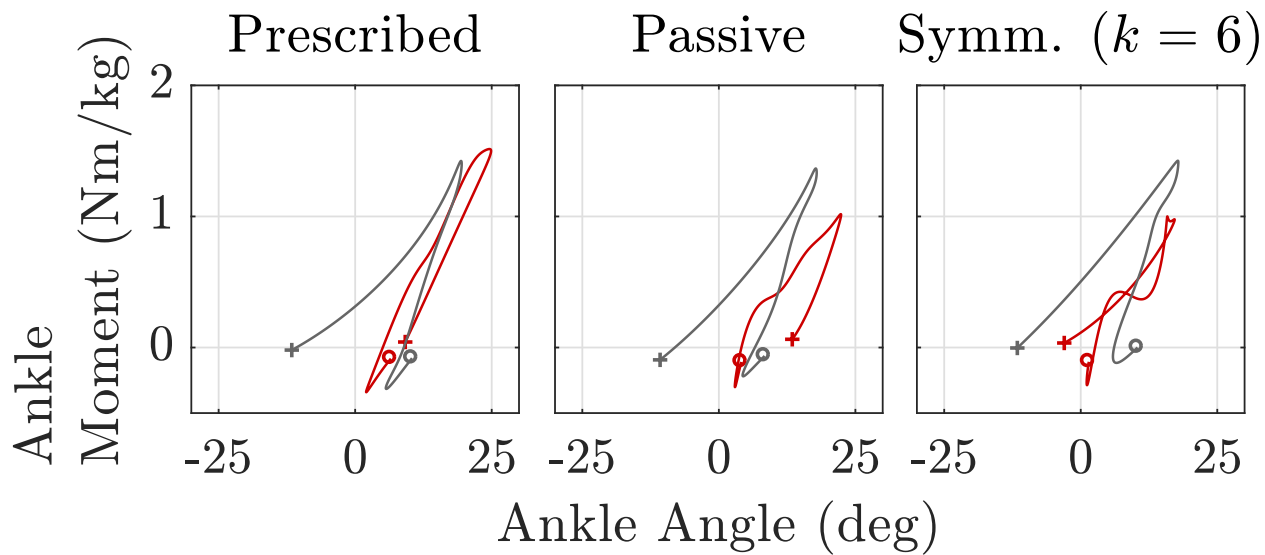 Prescribed Passive Symm. (k = 6)
Ankle
Moment (Nm/kg)
2
1
0
-25 0 25 -25 0 25 -25 0 25
Ankle Angle (deg)